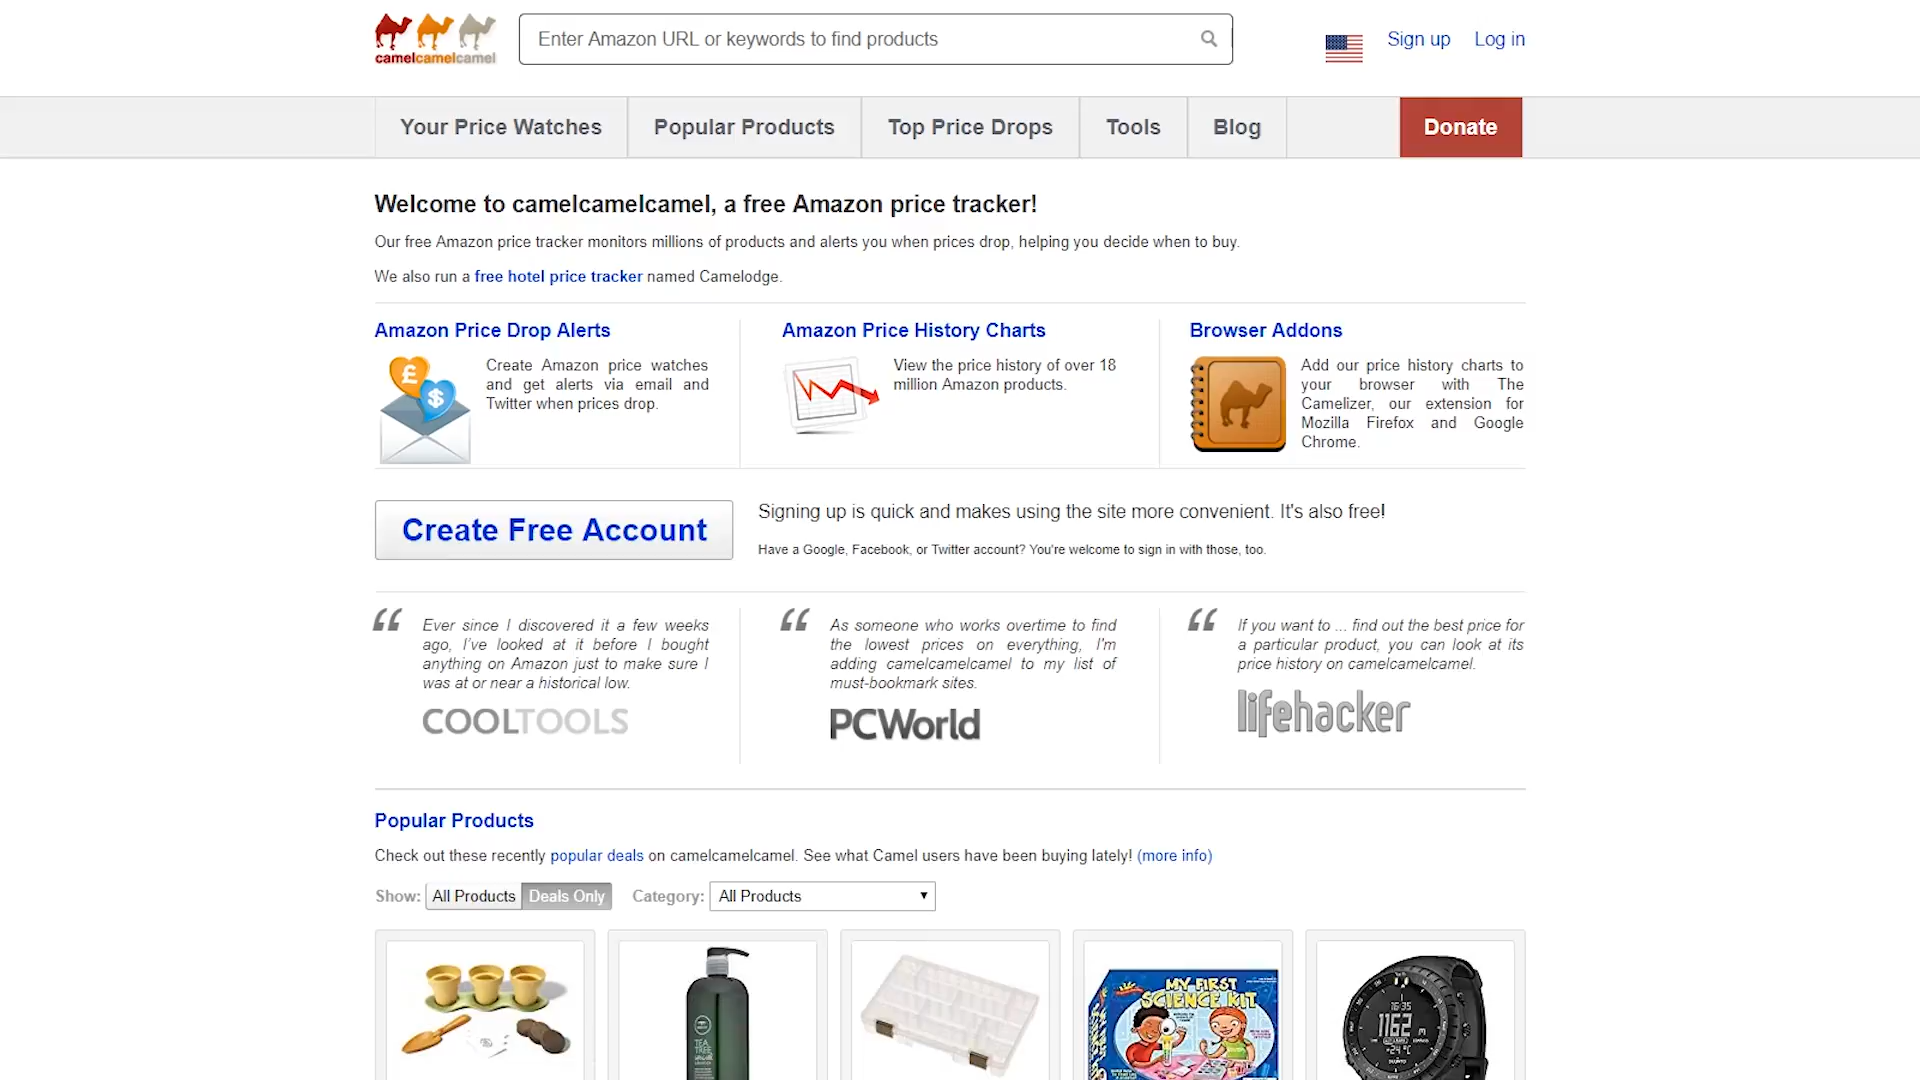 camelcamelcamel
Enter Amazon URL or keywords to find products
Sign up
Log in
Your Price Watches
Popular Products
Top Price Drops
Tools
Blog
Donate
Welcome to camelcamelcamel, a free Amazon price tracker!
Our free Amazon price tracker monitors millions of products and alerts you when prices drop, helping you decide when to buy.
We also run a free hotel price tracker named Camelodge.
Amazon Price Drop Alerts
£
$
Create Amazon price watches
and get alerts via email and
Twitter when prices drop.
Amazon Price History Charts
View the price history of over 18
million Amazon products.
Browser Addons
Add our price history charts to
your browser with The
Camelizer, our extension for
Mozilla Firefox and Google
Chrome.
Create Free Account
Signing up is quick and makes using the site more convenient. It's also free!
Have a Google, Facebook, or Twitter account? You're welcome to sign in with those, too.
“ Ever since I discovered it a few weeks
ago, I've looked at it before I bought
anything on Amazon just to make sure I
was at or near a historical low.
COOLTOOLS
“ As someone who works overtime to find
the lowest prices on everything, I'm
adding camelcamelcamel to my list of
must-bookmark sites.
PCWorld
“ If you want to ... find out the best price for
a particular product, you can look at its
price history on camelcamelcamel.
lifehacker
Popular Products
Check out these recently popular deals on camelcamelcamel. See what Camel users have been buying lately! (more info)
Show: All Products Deals Only Category: All Products
TEA TREE
MY FIRST
SCIENCE KIT
16:35
1162 m
-24 °C
SUUNTO